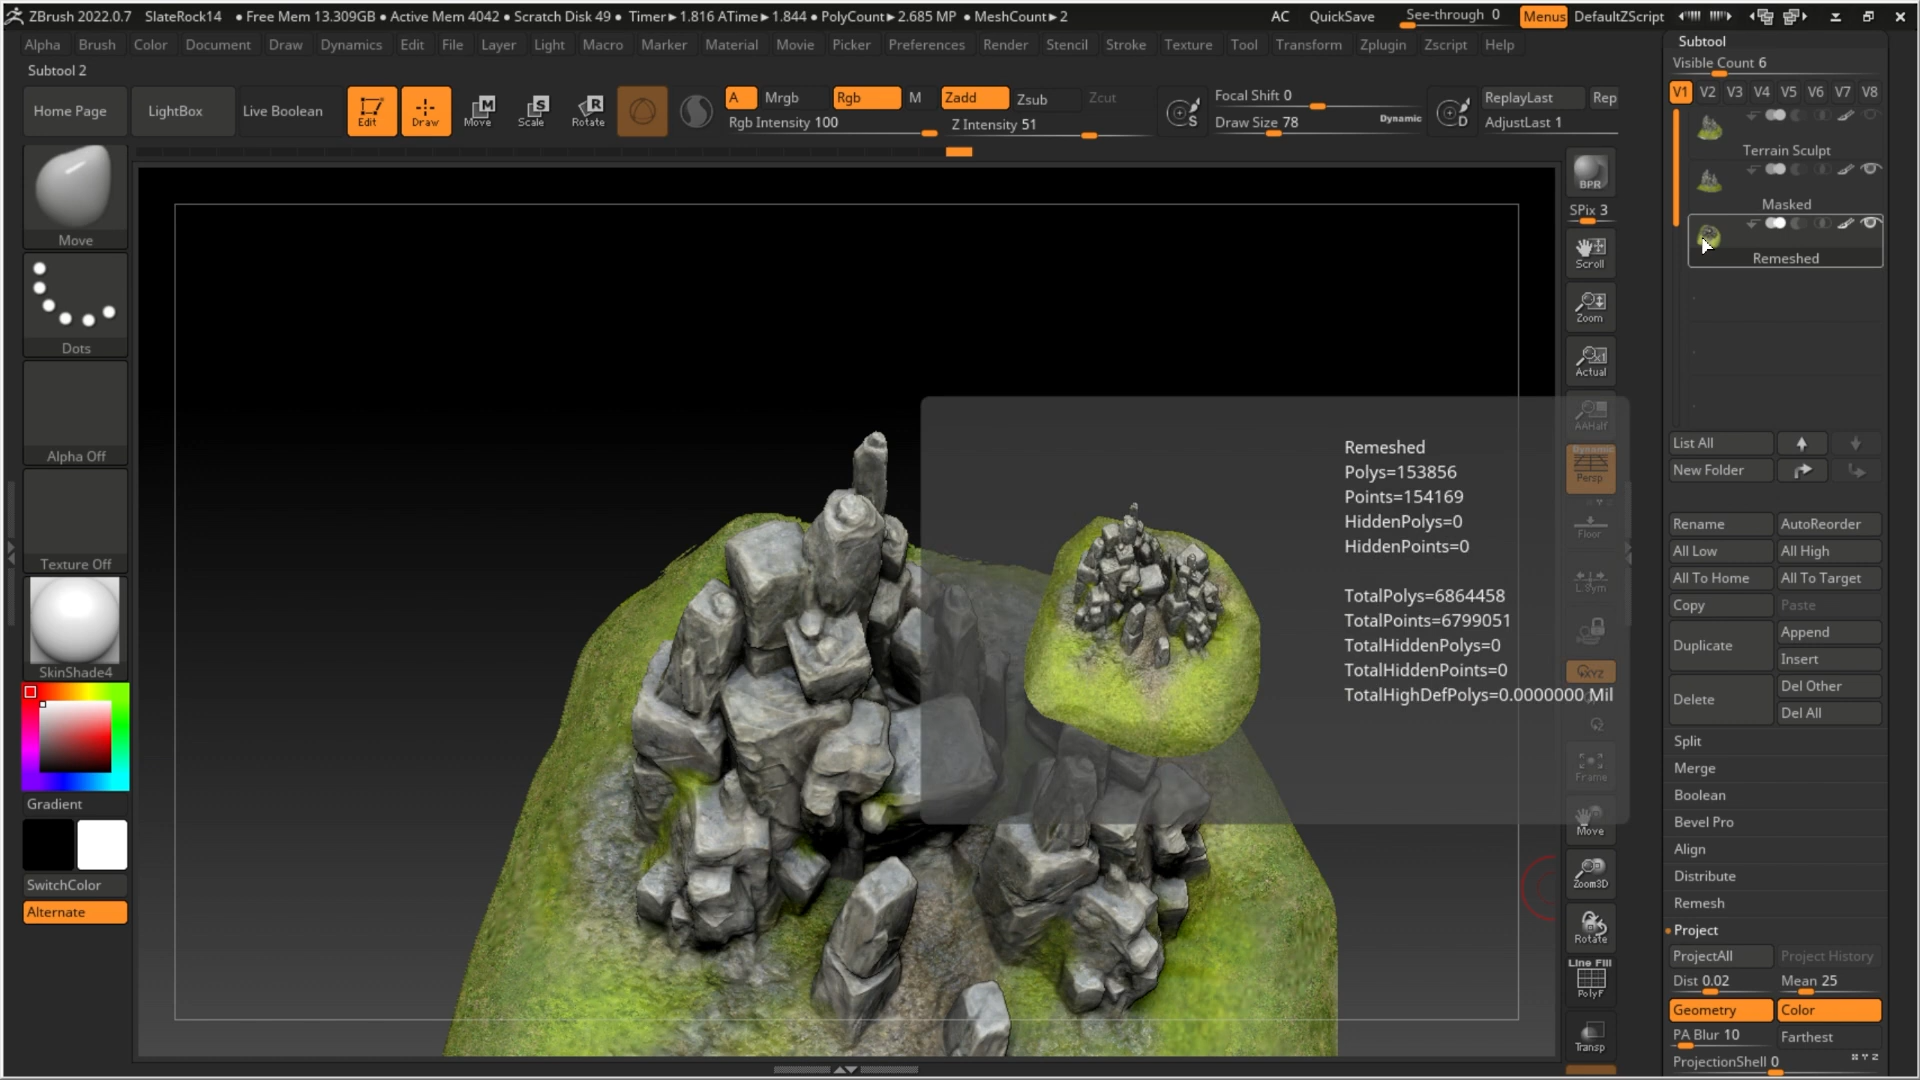 ZBrush 2022.0.7 SlateRock14 • Free Mem 13.309GB • Active Mem 4042 • Scratch Disk 49 • Timer▶1.816 ATime▶1.844 • PolyCount▶2.685 MP • MeshCount▶2 AC QuickSave See-through 0 Menus DefaultZScript
Alpha Brush Color Document Draw Dynamics Edit File Layer Light Macro Marker Material Movie Picker Preferences Render Stencil Stroke Texture Tool Transform Zplugin Zscript Help
Subtool 2
Home Page LightBox Live Boolean Edit Draw Move Scale Rotate
M S R
A Mrgb Rgb M Zadd Zsub Zcut
Rgb Intensity 100 Z Intensity 51
S
Focal Shift 0
Draw Size 78 Dynamic
D
ReplayLast Rep
AdjustLast 1
Move
Dots
Alpha Off
Texture Off
SkinShade4
Gradient
SwitchColor
Alternate
BPR
SPix 3
Scroll
Zoom
Actual
AAHalf
Dynamic
Persp
Floor
L.Sym
xyz
Frame
Move
Zoom3D
Rotate
Line Fill
PolyF
Transp
Remeshed
Polys=153856
Points=154169
HiddenPolys=0
HiddenPoints=0
TotalPolys=6864458
TotalPoints=6799051
TotalHiddenPolys=0
TotalHiddenPoints=0
TotalHighDefPolys=0.0000000 Mil
Subtool
Visible Count 6
V1 V2 V3 V4 V5 V6 V7 V8
Terrain Sculpt
Masked
Remeshed
List All
New Folder
Rename AutoReorder
All Low All High
All To Home All To Target
Copy Paste
Duplicate Append
Insert
Delete Del Other
Del All
Split
Merge
Boolean
Bevel Pro
Align
Distribute
Remesh
Project
ProjectAll Project History
Dist 0.02 Mean 25
Geometry Color
PA Blur 10 Farthest
ProjectionShell 0 X Y Z